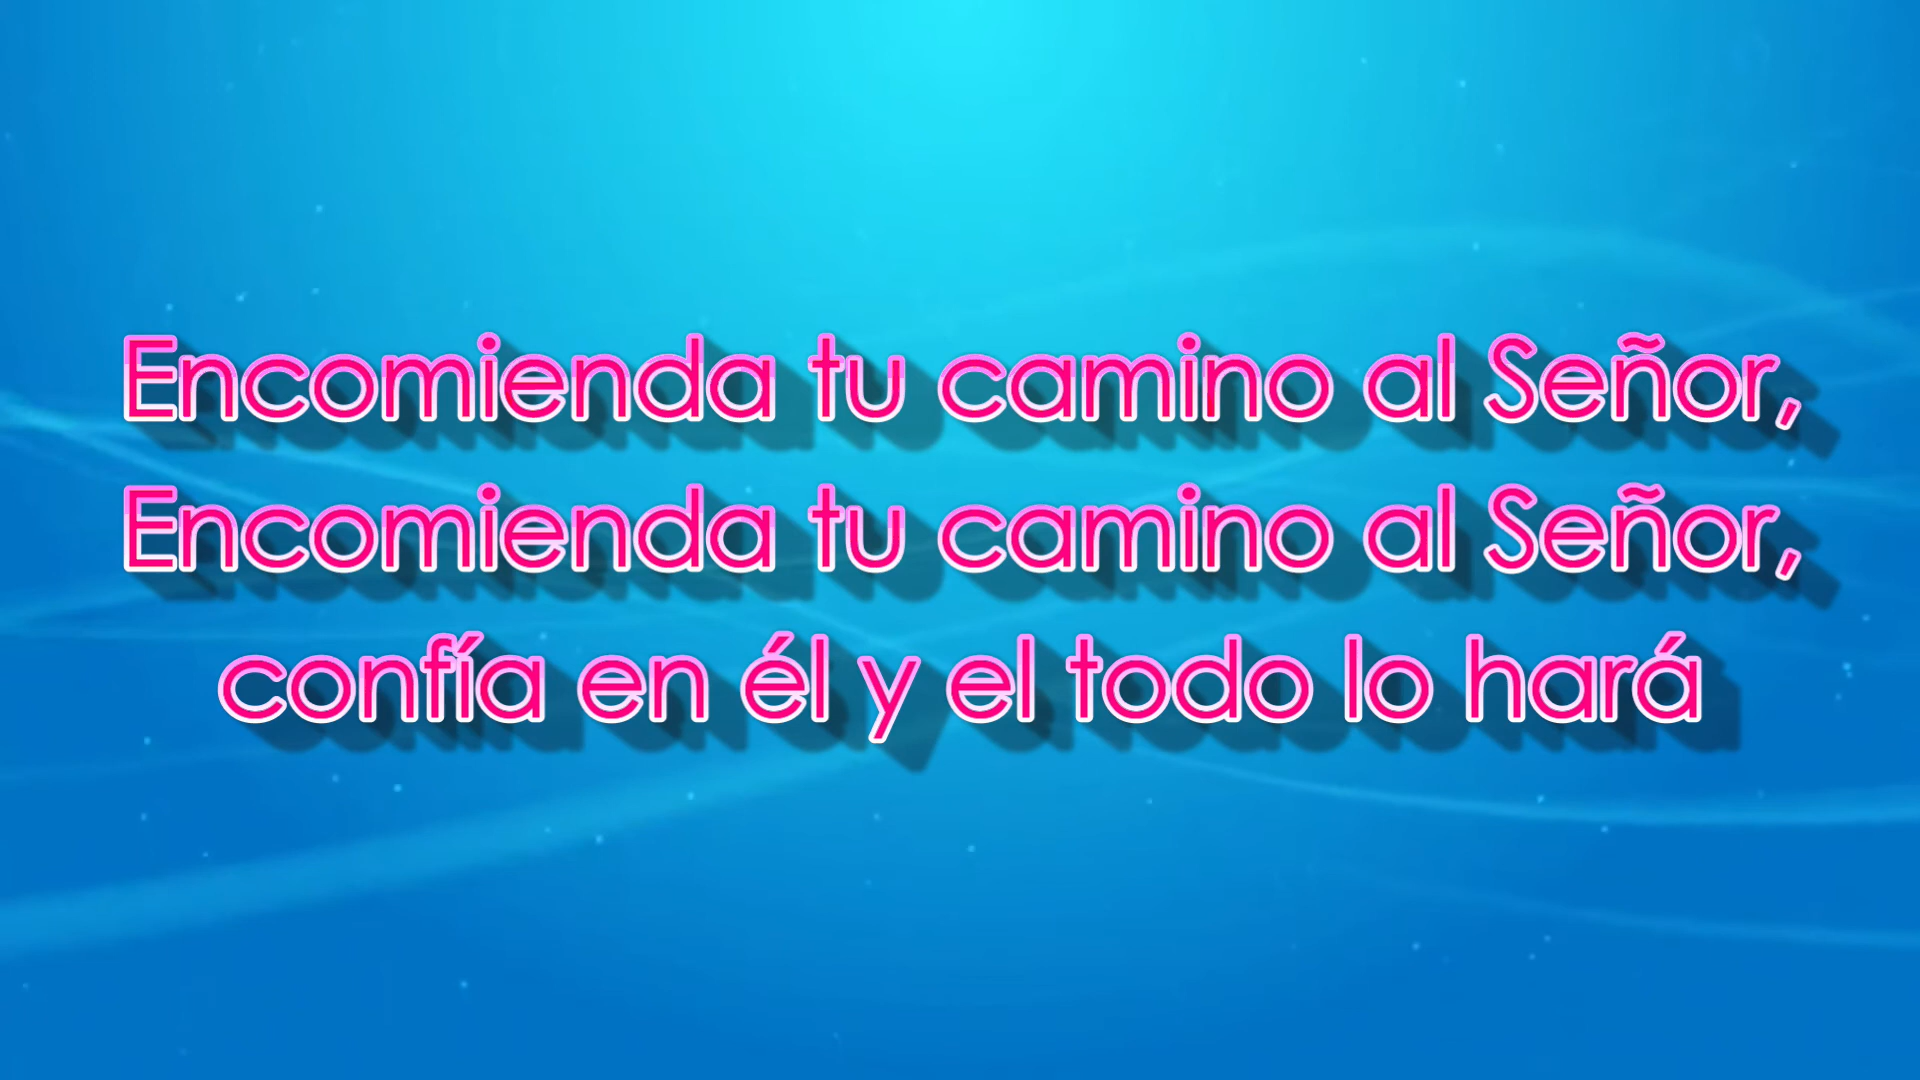 Encomienda tu camino al Señor,
Encomienda tu camino al Señor,
confía en él y el todo lo hará